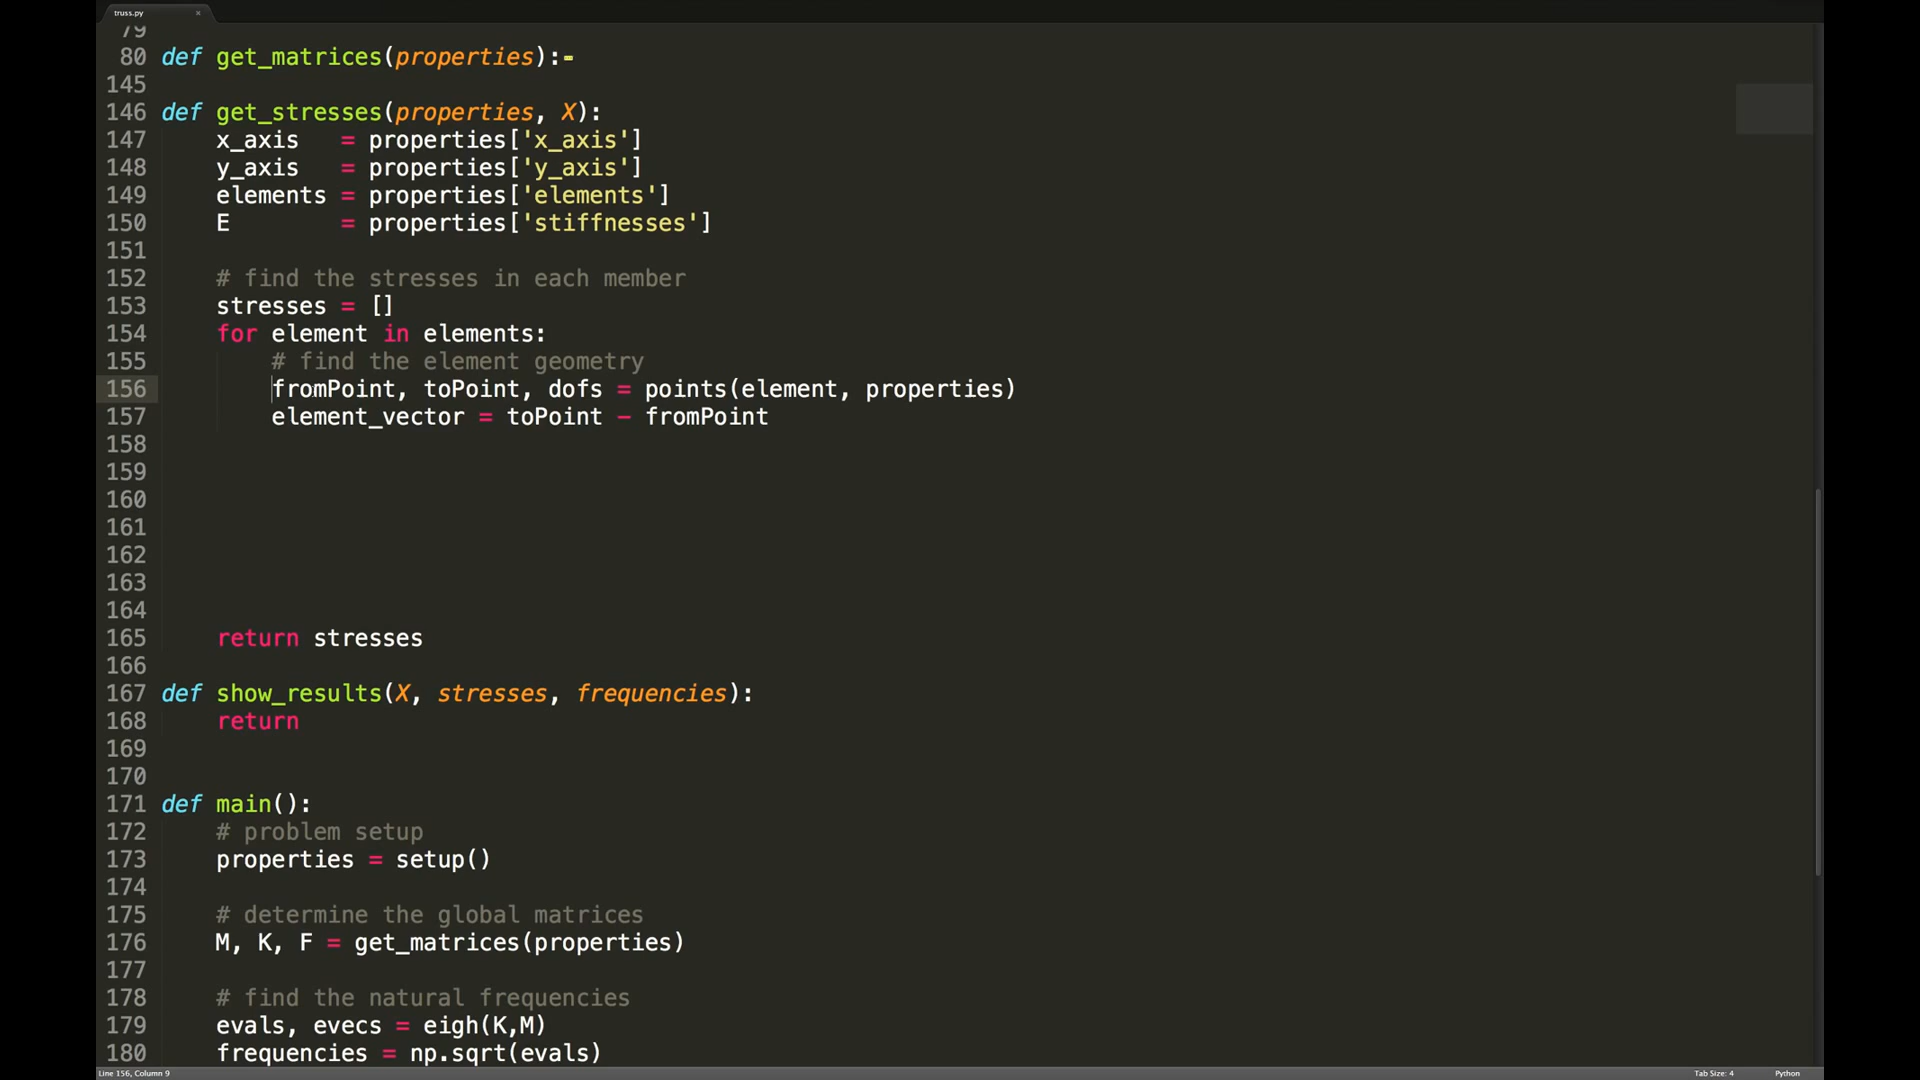 truss.py ×
79
80 def get_matrices(properties):
145
146 def get_stresses(properties, X):
147 x_axis = properties['x_axis']
148 y_axis = properties['y_axis']
149 elements = properties['elements']
150 E = properties['stiffnesses']
151
152 # find the stresses in each member
153 stresses = []
154 for element in elements:
155 # find the element geometry
156 fromPoint, toPoint, dofs = points(element, properties)
157 element_vector = toPoint - fromPoint
158
159
160
161
162
163
164
165 return stresses
166
167 def show_results(X, stresses, frequencies):
168 return
169
170
171 def main():
172 # problem setup
173 properties = setup()
174
175 # determine the global matrices
176 M, K, F = get_matrices(properties)
177
178 # find the natural frequencies
179 evals, evecs = eigh(K,M)
180 frequencies = np.sqrt(evals)
Line 156, Column 9 Tab Size: 4 Python